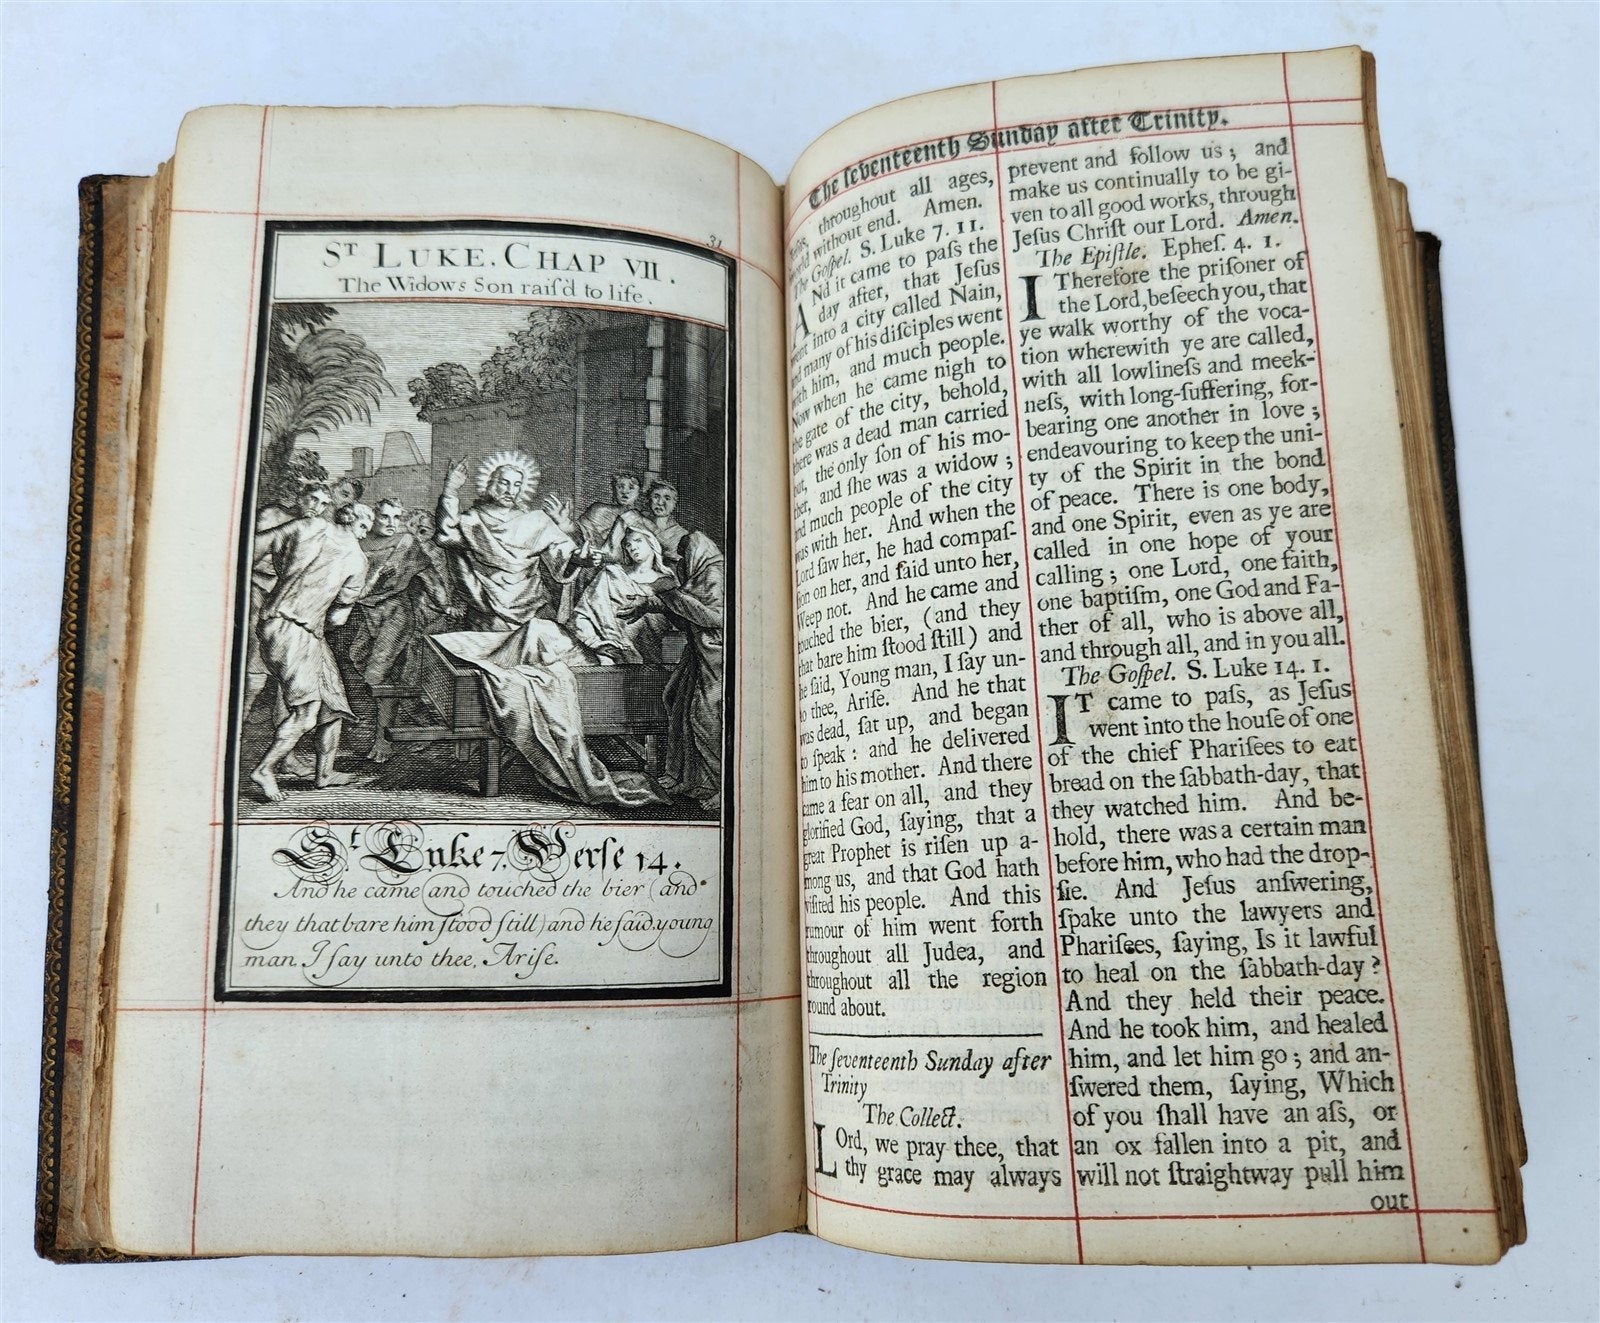 31
Sᵀ LUKE. CHAP VII.
The Widows Son raiſ'd to life.
Sᵗ Luke 7. Verſe 14.
And he came (and touched the bier (and
they that bare him ſtood ſtill) and he ſaid young
man I ſay unto thee, Ariſe.
The ſeventeenth Sunday after Trinity.
throughout all ages,
world without end. Amen.
The Goſpel. S. Luke 7. 11.
ANd it came to paſs the
day after, that Jeſus
went into a city called Nain,
and many of his diſciples went
with him, and much people.
Now when he came nigh to
the gate of the city, behold,
there was a dead man carried
out, the only ſon of his mo-
ther, and ſhe was a widow;
and much people of the city
was with her. And when the
Lord ſaw her, he had compaſ-
ſion on her, and ſaid unto her,
Weep not. And he came and
touched the bier, (and they
that bare him ſtood ſtill) and
he ſaid, Young man, I ſay un-
to thee, Ariſe. And he that
was dead, ſat up, and began
to ſpeak: and he delivered
him to his mother. And there
came a fear on all, and they
glorified God, ſaying, that a
great Prophet is riſen up a-
mong us, and that God hath
viſited his people. And this
rumour of him went forth
throughout all Judea, and
throughout all the region
round about.
The ſeventeenth Sunday after
Trinity
The Collect.
LOrd, we pray thee, that
thy grace may always
prevent and follow us; and
make us continually to be gi-
ven to all good works, through
Jeſus Chriſt our Lord. Amen.
The Epiſtle. Epheſ. 4. 1.
I Therefore the priſoner of
the Lord, beſeech you, that
ye walk worthy of the voca-
tion wherewith ye are called,
with all lowlineſs and meek-
neſs, with long-ſuffering, for-
bearing one another in love;
endeavouring to keep the uni-
ty of the Spirit in the bond
of peace. There is one body,
and one Spirit, even as ye are
called in one hope of your
calling; one Lord, one faith,
one baptiſm, one God and Fa-
ther of all, who is above all,
and through all, and in you all.
The Goſpel. S. Luke 14. 1.
IT came to paſs, as Jeſus
went into the houſe of one
of the chief Phariſees to eat
bread on the ſabbath-day, that
they watched him. And be-
hold, there was a certain man
before him, who had the drop-
ſie. And Jeſus anſwering,
ſpake unto the lawyers and
Phariſees, ſaying, Is it lawful
to heal on the ſabbath-day?
And they held their peace.
And he took him, and healed
him, and let him go; and an-
ſwered them, ſaying, Which
of you ſhall have an aſs, or
an ox fallen into a pit, and
will not ſtraightway pull him
out